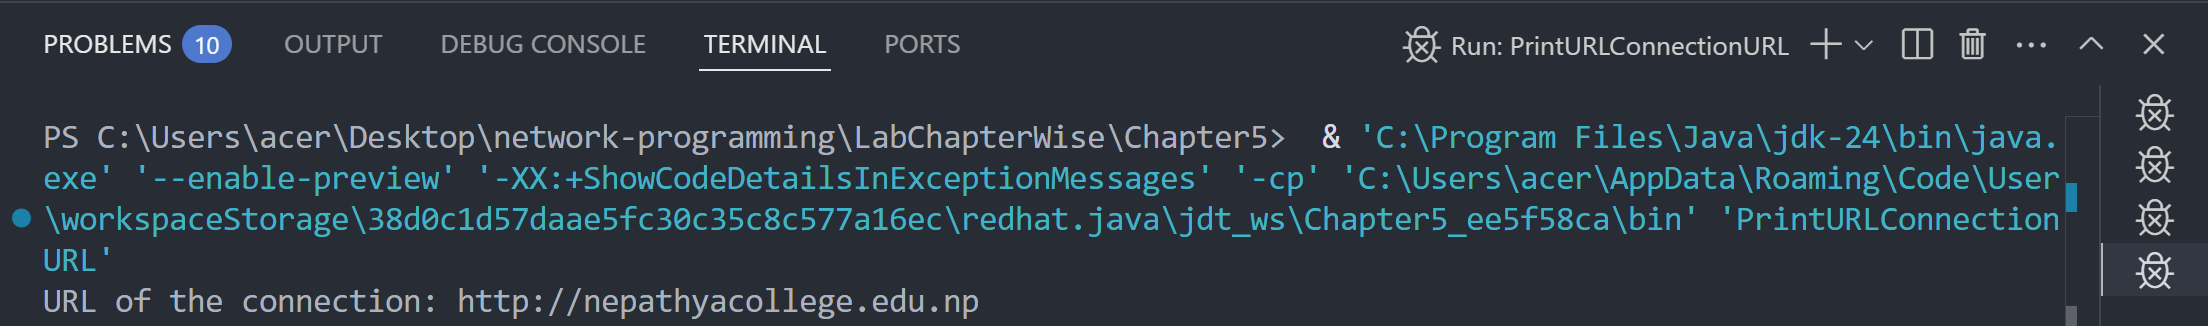 PROBLEMS 10 OUTPUT DEBUG CONSOLE TERMINAL PORTS Run: PrintURLConnectionURL
PS C:\Users\acer\Desktop\network-programming\LabChapterWise\Chapter5>  & 'C:\Program Files\Java\jdk-24\bin\java.
exe' '--enable-preview' '-XX:+ShowCodeDetailsInExceptionMessages' '-cp' 'C:\Users\acer\AppData\Roaming\Code\User
\workspaceStorage\38d0c1d57daae5fc30c35c8c577a16ec\redhat.java\jdt_ws\Chapter5_ee5f58ca\bin' 'PrintURLConnection
URL'
URL of the connection: http://nepathyacollege.edu.np